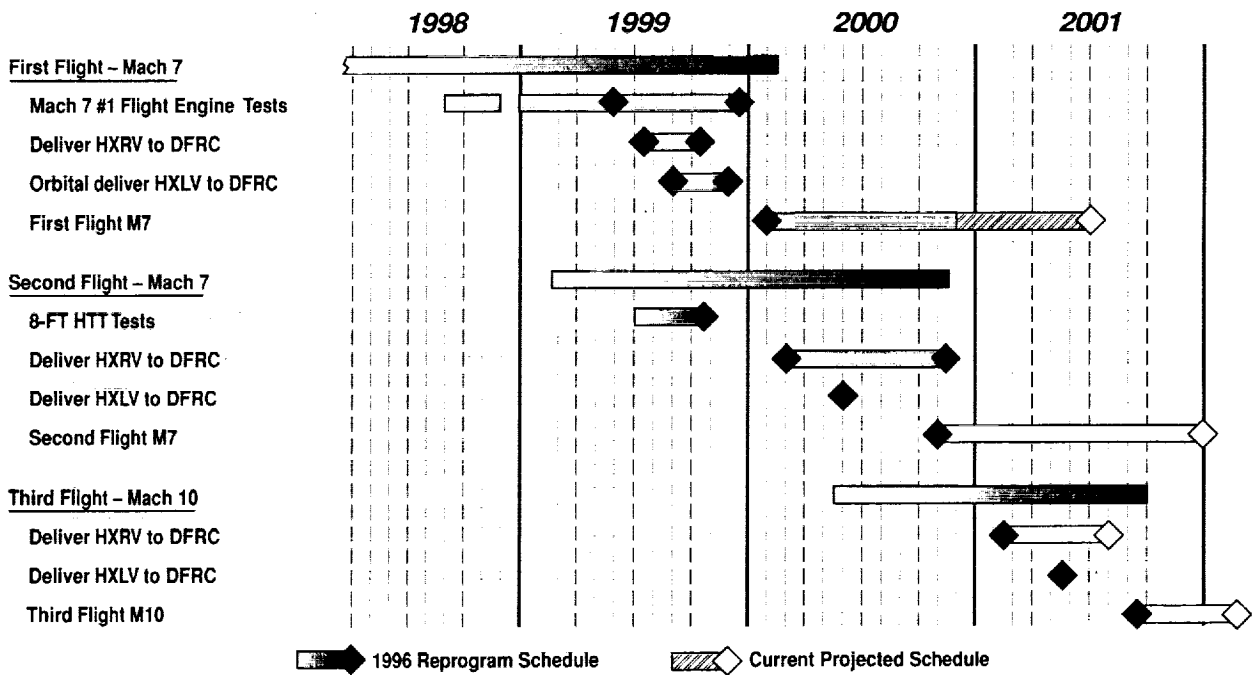 1998 1999 2000 2001
First Flight – Mach 7
Mach 7 #1 Flight Engine Tests
Deliver HXRV to DFRC
Orbital deliver HXLV to DFRC
First Flight M7
Second Flight – Mach 7
8-FT HTT Tests
Deliver HXRV to DFRC
Deliver HXLV to DFRC
Second Flight M7
Third Flight – Mach 10
Deliver HXRV to DFRC
Deliver HXLV to DFRC
Third Flight M10
1996 Reprogram Schedule Current Projected Schedule